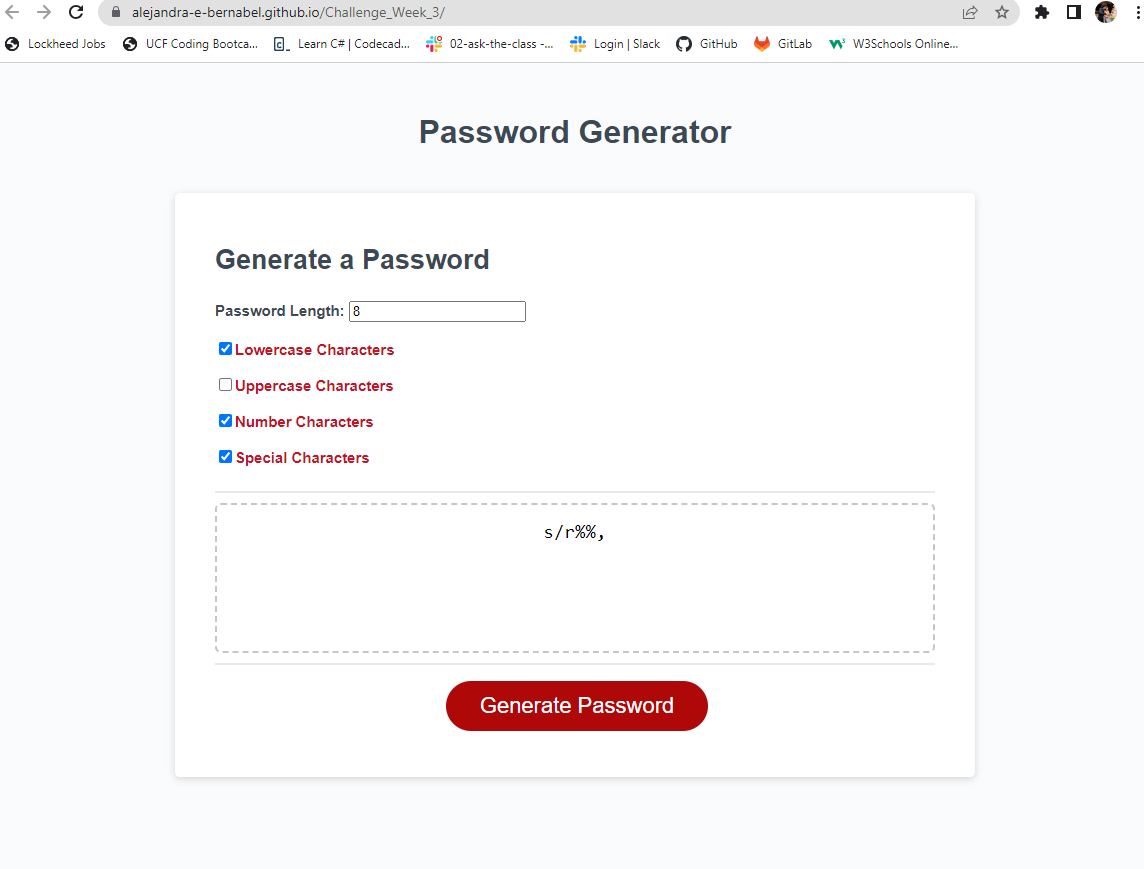 alejandra-e-bernabel.github.io/Challenge_Week_3/
Lockheed Jobs UCF Coding Bootca... Learn C# | Codecad... 02-ask-the-class -... Login | Slack GitHub GitLab W3Schools Online...
Password Generator
Generate a Password
Password Length: 8
Lowercase Characters
Uppercase Characters
Number Characters
Special Characters
s/r%%,
Generate Password